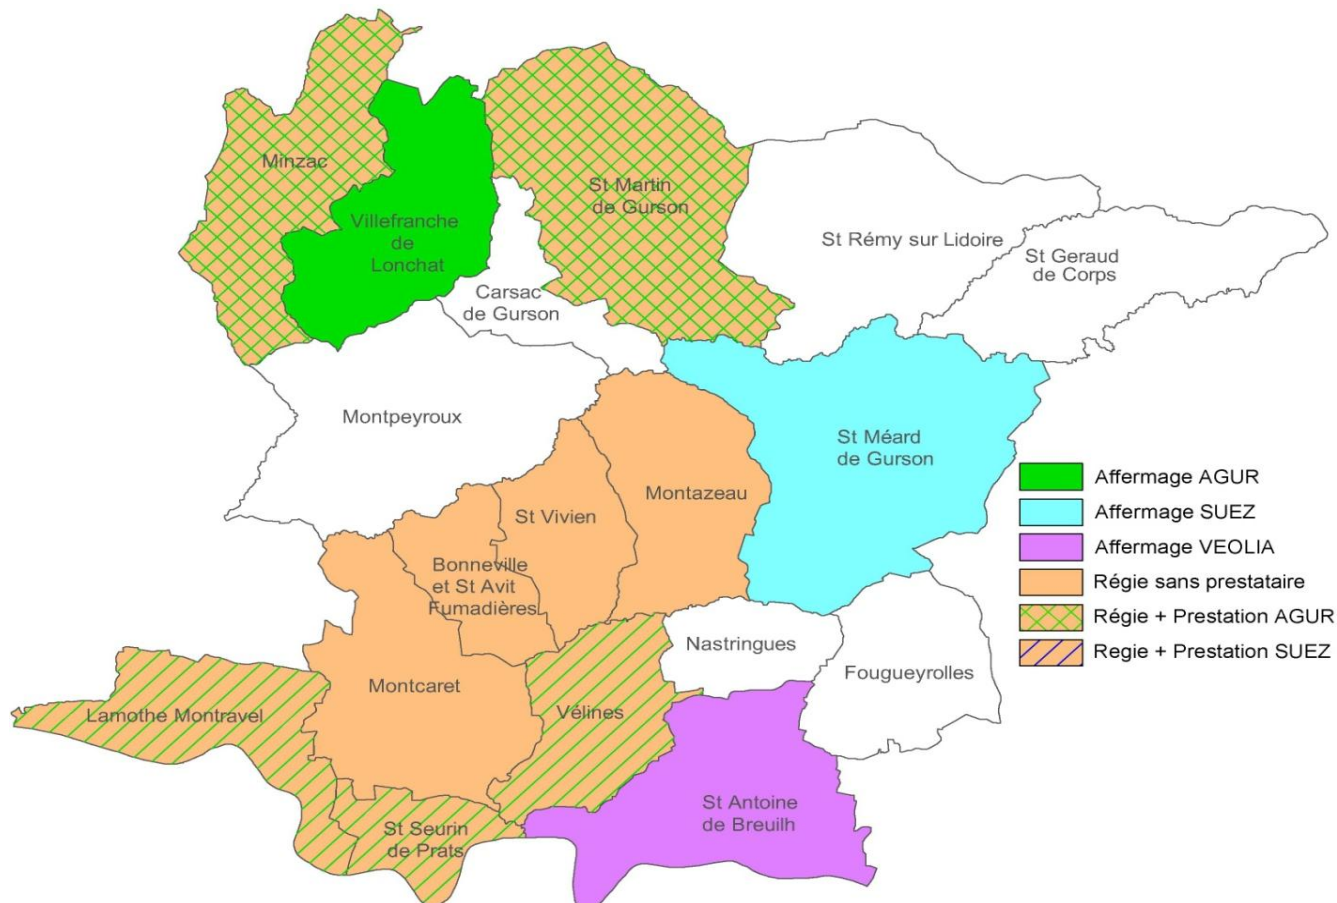 Minzac
Villefranche
de
Lonchat
St Martin
de Gurson
St Rémy sur Lidoire
St Geraud
de Corps
Carsac
de Gurson
Montpeyroux
St Méard
de Gurson
Montazeau
St Vivien
Bonneville
et St Avit
Fumadières
Nastringues
Fougueyrolles
Montcaret
Lamothe Montravel
Vélines
St Antoine
de Breuilh
St Seurin
de Prats
Affermage AGUR
Affermage SUEZ
Affermage VEOLIA
Régie sans prestataire
Régie + Prestation AGUR
Regie + Prestation SUEZ